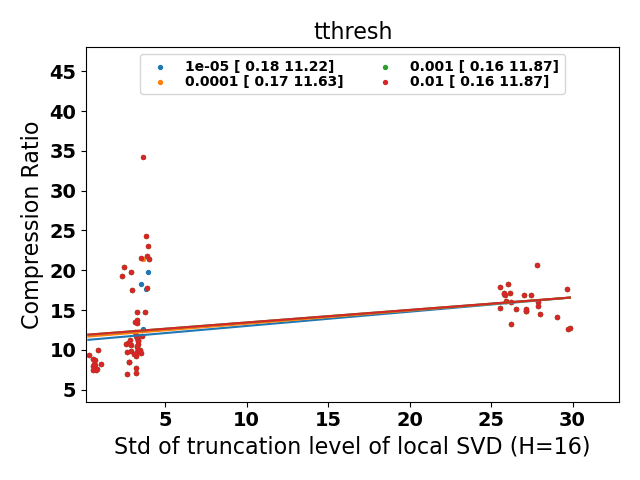 tthresh
1e-05 [ 0.18 11.22]
0.0001 [ 0.17 11.63]
0.001 [ 0.16 11.87]
0.01 [ 0.16 11.87]
Compression Ratio
45
40
35
30
25
20
15
10
5
5 10 15 20 25 30
Std of truncation level of local SVD (H=16)